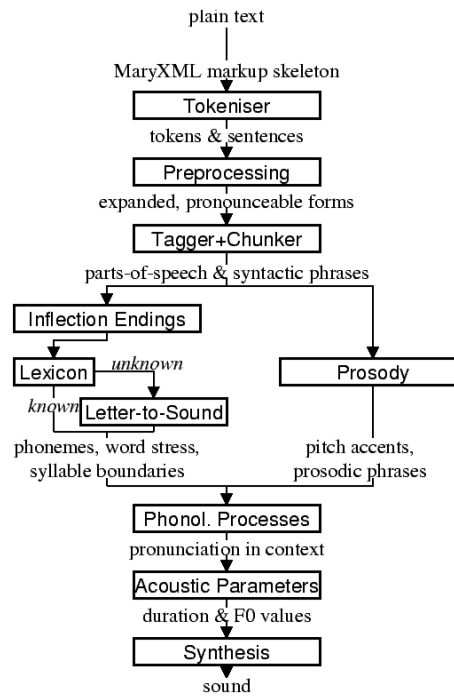 plain text
MaryXML markup skeleton
Tokeniser
tokens & sentences
Preprocessing
expanded, pronounceable forms
Tagger+Chunker
parts-of-speech & syntactic phrases
Inflection Endings
Lexicon
unknown
known
Letter-to-Sound
phonemes, word stress,
syllable boundaries
Prosody
pitch accents,
prosodic phrases
Phonol. Processes
pronunciation in context
Acoustic Parameters
duration & F0 values
Synthesis
sound